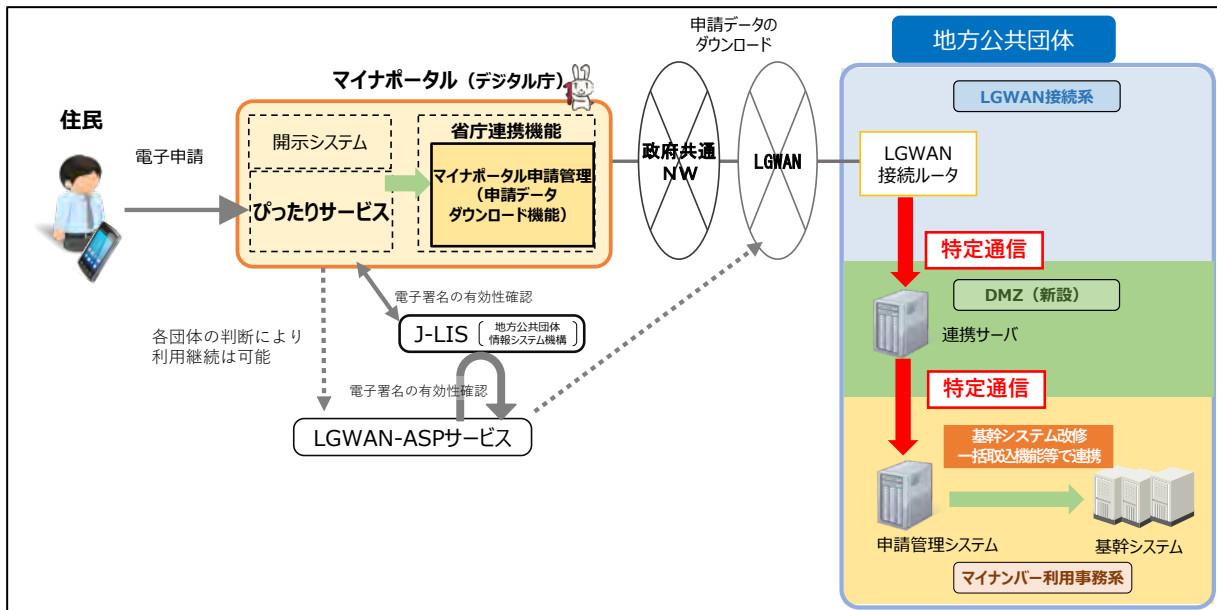 住民
電子申請
マイナポータル（デジタル庁）
開示システム
ぴったりサービス
省庁連携機能
マイナポータル申請管理
（申請データ
ダウンロード機能）
申請データの
ダウンロード
政府共通
NW
LGWAN
各団体の判断により
利用継続は可能
電子署名の有効性確認
J-LIS
地方公共団体
情報システム機構
電子署名の有効性確認
LGWAN-ASPサービス
地方公共団体
LGWAN接続系
LGWAN
接続ルータ
特定通信
DMZ（新設）
連携サーバ
特定通信
基幹システム改修
一括取込機能等で連携
申請管理システム
基幹システム
マイナンバー利用事務系